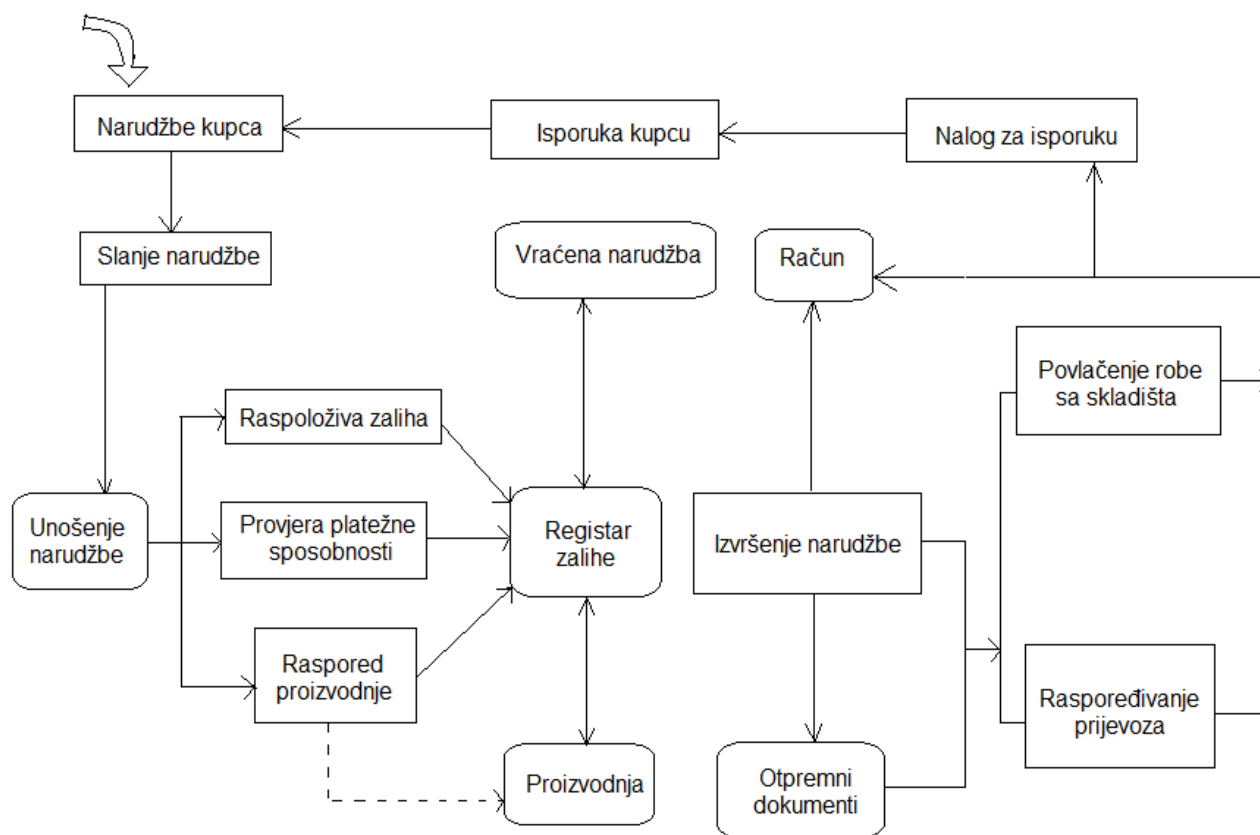 Narudžbe kupca
Isporuka kupcu
Nalog za isporuku
Slanje narudžbe
Vraćena narudžba
Račun
Raspoloživa zaliha
Povlačenje robe
sa skladišta
Unošenje
narudžbe
Provjera platežne
sposobnosti
Registar
zalihe
Izvršenje narudžbe
Raspored
proizvodnje
Raspoređivanje
prijevoza
Proizvodnja
Otpremni
dokumenti